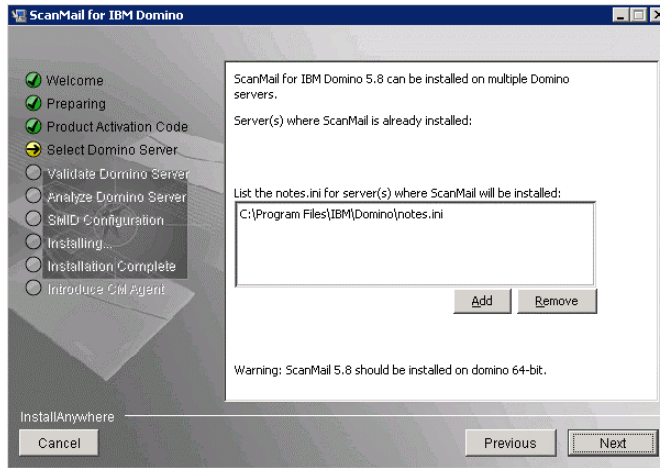 ScanMail for IBM Domino
Welcome
Preparing
Product Activation Code
Select Domino Server
Validate Domino Server
Analyze Domino Server
SMID Configuration
Installing...
Installation Complete
Introduce CM Agent
ScanMail for IBM Domino 5.8 can be installed on multiple Domino
servers.
Server(s) where ScanMail is already installed:
List the notes.ini for server(s) where ScanMail will be installed:
C:\Program Files\IBM\Domino\notes.ini
Add Remove
Warning: ScanMail 5.8 should be installed on domino 64-bit.
InstallAnywhere
Cancel Previous Next